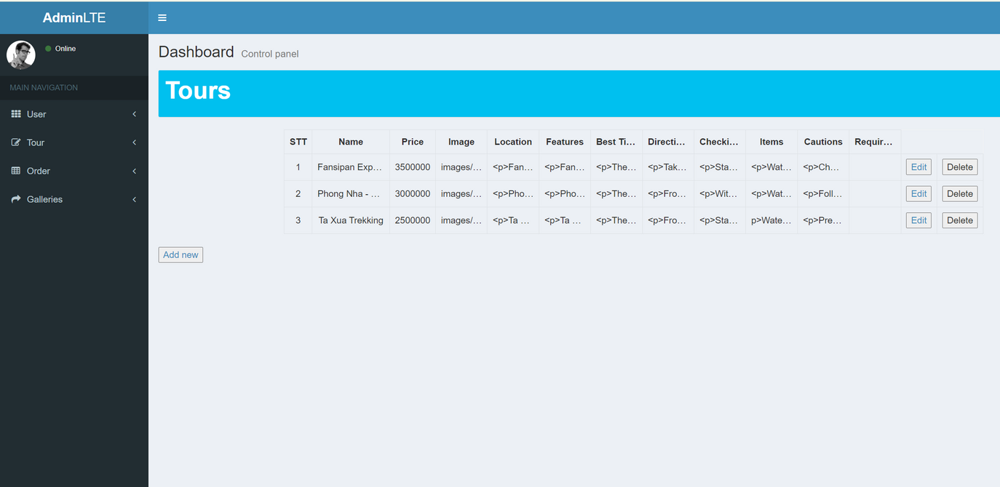 AdminLTE
Online
MAIN NAVIGATION
User
Tour
Order
Galleries
Dashboard Control panel
Tours
STT Name Price Image Location Features Best Ti... Directi... Checki... Items Cautions Requir...
1 Fansipan Exp... 3500000 images/... <p>Fan... <p>Fan... <p>The... <p>Tak... <p>Sta... <p>Wat... <p>Ch... Edit Delete
2 Phong Nha - ... 3000000 images/... <p>Pho... <p>Pho... <p>The... <p>Fro... <p>Wit... <p>Wat... <p>Foll... Edit Delete
3 Ta Xua Trekking 2500000 images/... <p>Ta ... <p>Ta ... <p>The... <p>Fro... <p>Sta... p>Wate... <p>Pre... Edit Delete
Add new